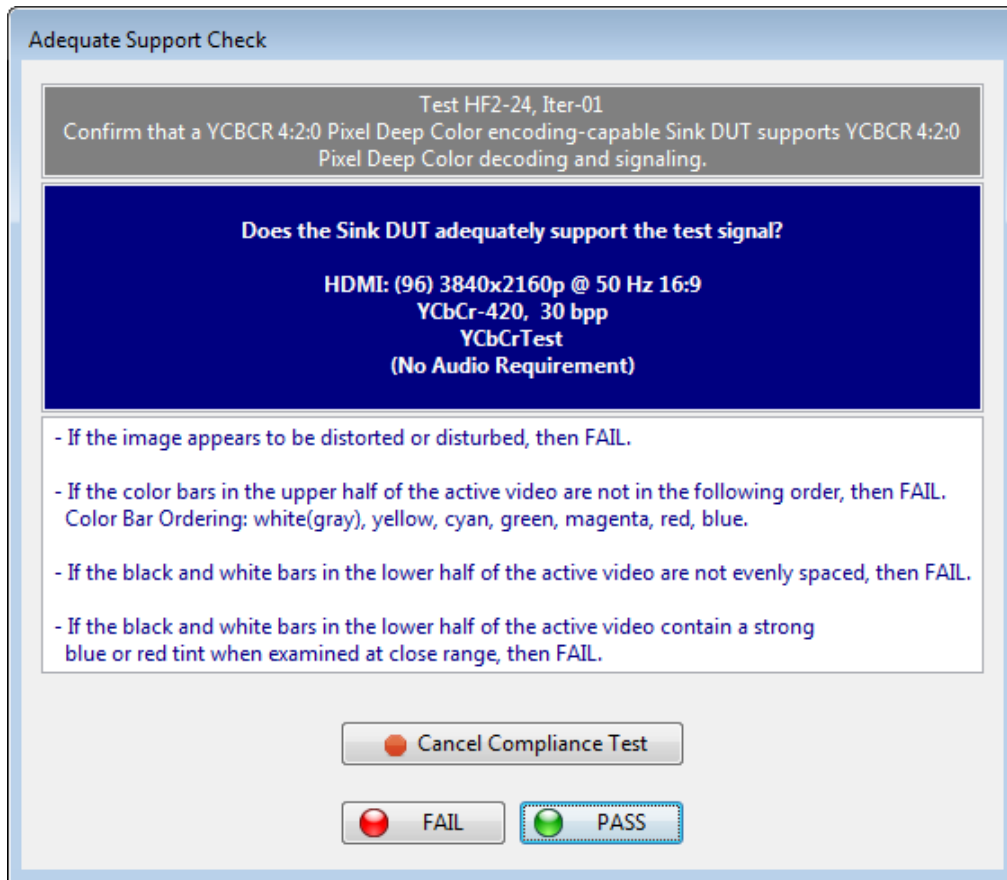 Adequate Support Check
Test HF2-24, Iter-01
Confirm that a YCBCR 4:2:0 Pixel Deep Color encoding-capable Sink DUT supports YCBCR 4:2:0
Pixel Deep Color decoding and signaling.
Does the Sink DUT adequately support the test signal?
HDMI: (96) 3840x2160p @ 50 Hz 16:9
YCbCr-420, 30 bpp
YCbCrTest
(No Audio Requirement)
- If the image appears to be distorted or disturbed, then FAIL.
- If the color bars in the upper half of the active video are not in the following order, then FAIL.
Color Bar Ordering: white(gray), yellow, cyan, green, magenta, red, blue.
- If the black and white bars in the lower half of the active video are not evenly spaced, then FAIL.
- If the black and white bars in the lower half of the active video contain a strong
blue or red tint when examined at close range, then FAIL.
Cancel Compliance Test
FAIL PASS